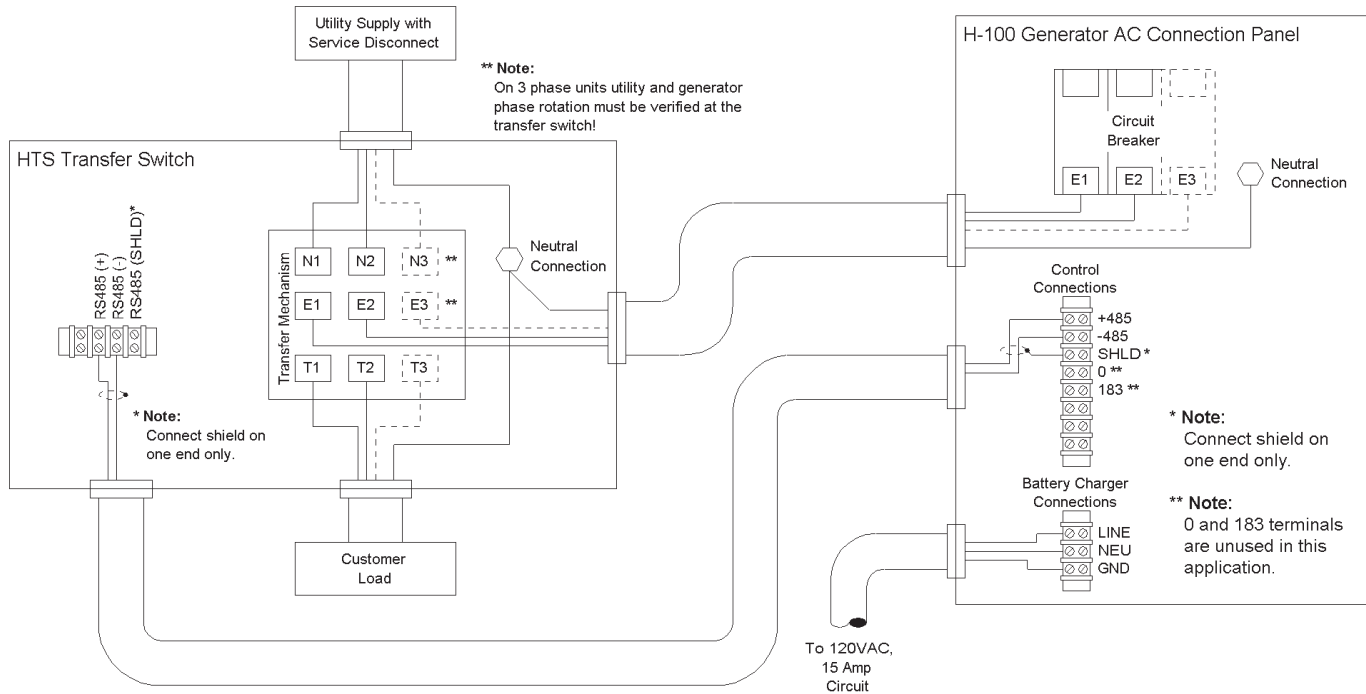 Utility Supply with
Service Disconnect
** Note:
On 3 phase units utility and generator
phase rotation must be verified at the
transfer switch!
HTS Transfer Switch
RS485 (+)
RS485 (-)
RS485 (SHLD)*
* Note:
Connect shield on
one end only.
Transfer Mechanism
N1 N2 N3 **
E1 E2 E3 **
T1 T2 T3
Neutral
Connection
Customer
Load
H-100 Generator AC Connection Panel
Circuit
Breaker
E1 E2 E3
Neutral
Connection
Control
Connections
+485
-485
SHLD *
0 **
183 **
* Note:
Connect shield on
one end only.
** Note:
0 and 183 terminals
are unused in this
application.
Battery Charger
Connections
LINE
NEU
GND
To 120VAC,
15 Amp
Circuit